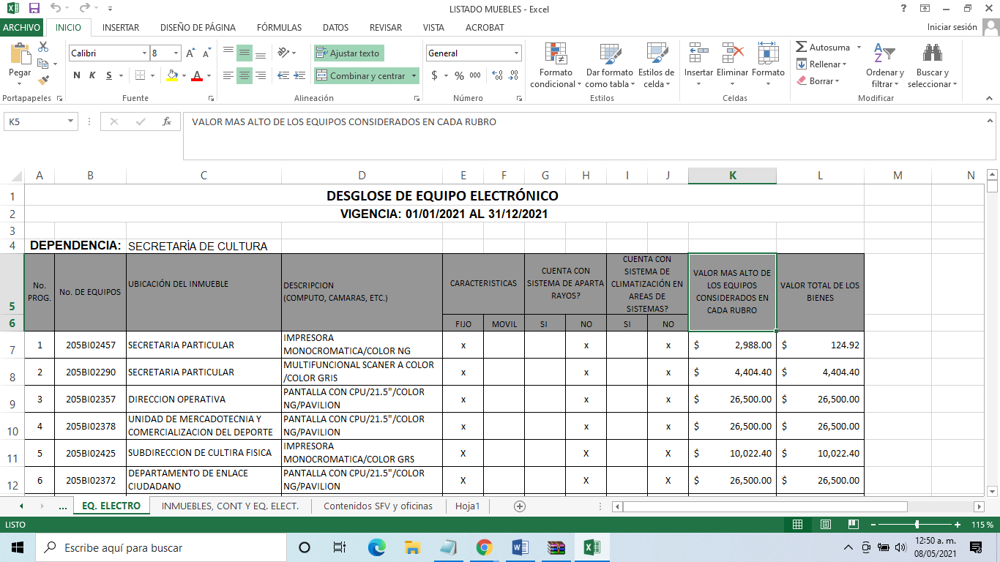 LISTADO MUEBLES - Excel
ARCHIVO INICIO INSERTAR DISEÑO DE PÁGINA FÓRMULAS DATOS REVISAR VISTA ACROBAT Iniciar sesión
Pegar
Calibri 8
N K S
Ajustar texto
Combinar y centrar
General
$ % 000
Formato condicional
Dar formato como tabla
Estilos de celda
Insertar Eliminar Formato
Autosuma
Rellenar
Borrar
Ordenar y filtrar
Buscar y seleccionar
Portapapeles Fuente Alineación Número Estilos Celdas Modificar
K5 fx VALOR MAS ALTO DE LOS EQUIPOS CONSIDERADOS EN CADA RUBRO
A B C D E F G H I J K L M N
1 DESGLOSE DE EQUIPO ELECTRÓNICO
2 VIGENCIA: 01/01/2021 AL 31/12/2021
3
4 DEPENDENCIA: SECRETARÍA DE CULTURA
5 No. PROG. No. DE EQUIPOS UBICACIÓN DEL INMUEBLE DESCRIPCION (COMPUTO, CAMARAS, ETC.) CARACTERISTICAS CUENTA CON SISTEMA DE APARTA RAYOS? CUENTA CON SISTEMA DE CLIMATIZACIÓN EN AREAS DE SISTEMAS? VALOR MAS ALTO DE LOS EQUIPOS CONSIDERADOS EN CADA RUBRO VALOR TOTAL DE LOS BIENES
6 FIJO MOVIL SI NO SI NO
7 1 205BI02457 SECRETARIA PARTICULAR IMPRESORA MONOCROMATICA/COLOR NG x x x $ 2,988.00 $ 124.92
8 2 205BI02290 SECRETARIA PARTICULAR MULTIFUNCIONAL SCANER A COLOR /COLOR GRIS x x x $ 4,404.40 $ 4,404.40
9 3 205BI02357 DIRECCION OPERATIVA PANTALLA CON CPU/21.5"/COLOR NG/PAVILION x x x $ 26,500.00 $ 26,500.00
10 4 205BI02378 UNIDAD DE MERCADOTECNIA Y COMERCIALIZACION DEL DEPORTE PANTALLA CON CPU/21.5"/COLOR NG/PAVILION x x x $ 26,500.00 $ 26,500.00
11 5 205BI02425 SUBDIRECCION DE CULTIRA FISICA IMPRESORA MONOCROMATICA/COLOR GRS X X X $ 10,022.40 $ 10,022.40
12 6 205BI02372 DEPARTAMENTO DE ENLACE CIUDADANO PANTALLA CON CPU/21.5"/COLOR NG/PAVILION X X X $ 26,500.00 $ 26,500.00
... EQ. ELECTRO INMUEBLES, CONT Y EQ. ELECT. Contenidos SFV y oficinas Hoja1
LISTO 115 %
Escribe aquí para buscar
12:50 a. m.
08/05/2021